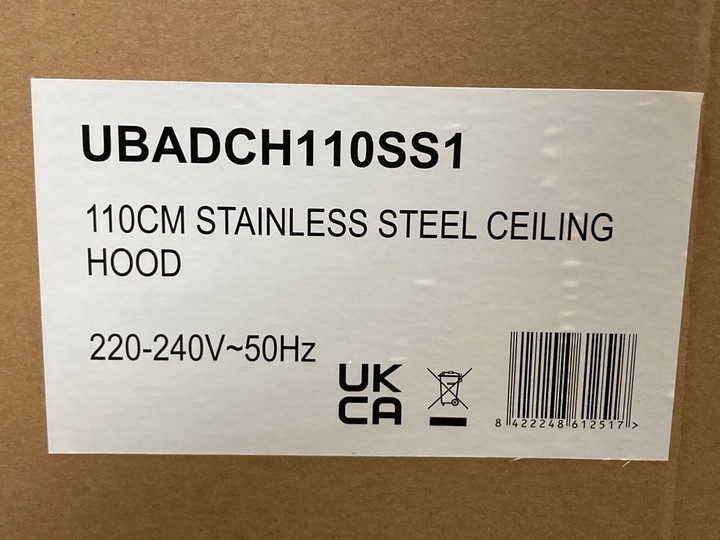 UBADCH110SS1
110CM STAINLESS STEEL CEILING
HOOD
220-240V~50Hz
UK
CA
8 422248 612517 >